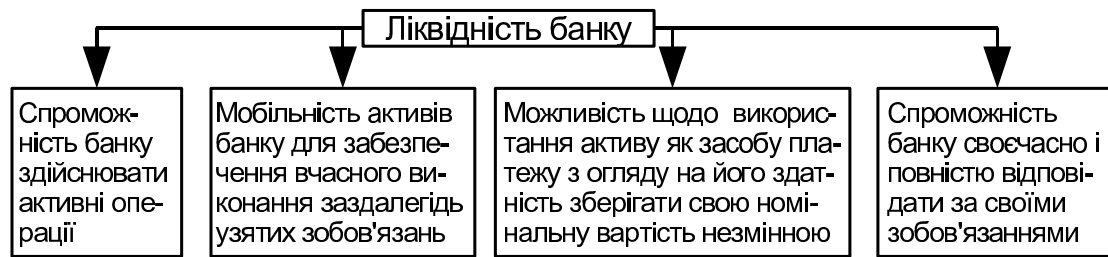 Ліквідність банку
Спромож-
ність банку
здійснювати
активні опе-
рації
Мобільність активів
банку для забезпе-
чення вчасного ви-
конання заздалегідь
узятих зобов'язань
Можливість щодо використ-
тання активу як засобу пла-
тежу з огляду на його здат-
ність зберігати свою номі-
нальну вартість незмінною
Спроможність
банку своєчасно і
повністю відпові-
дати за своїми
зобов'язаннями